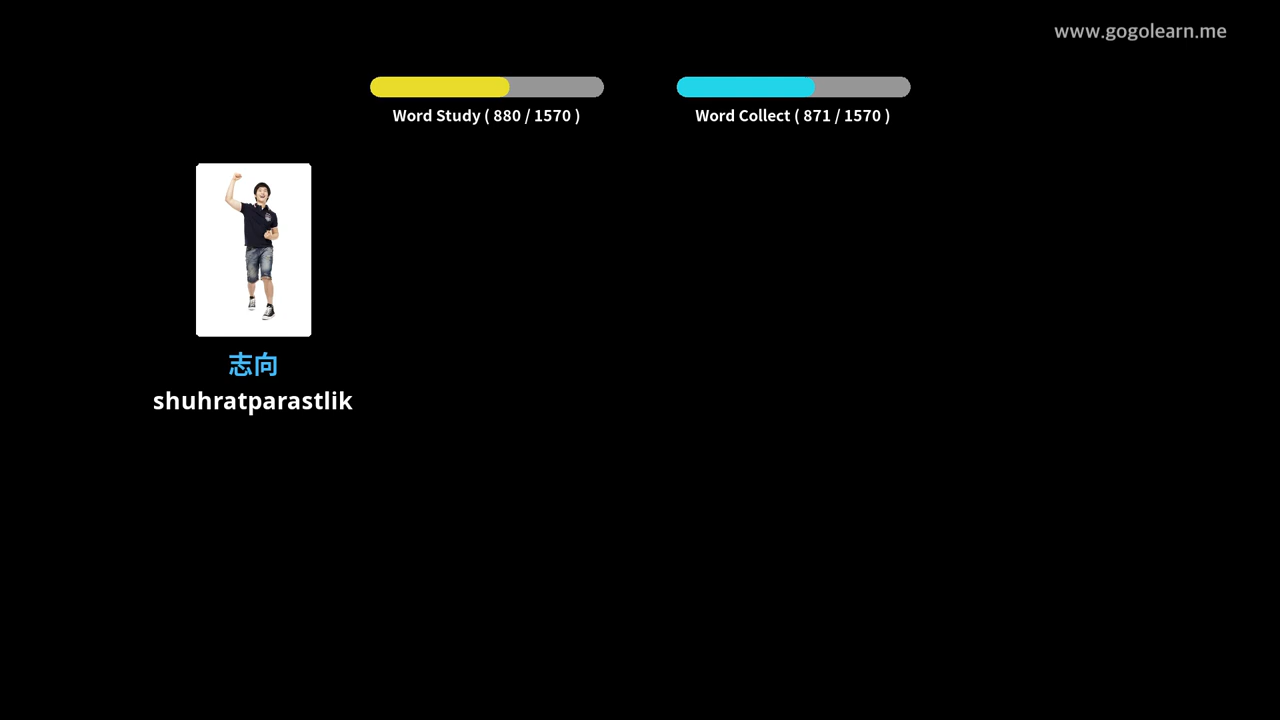 www.gogolearn.me
Word Study ( 880 / 1570 )
Word Collect ( 871 / 1570 )
志向
shuhratparastlik